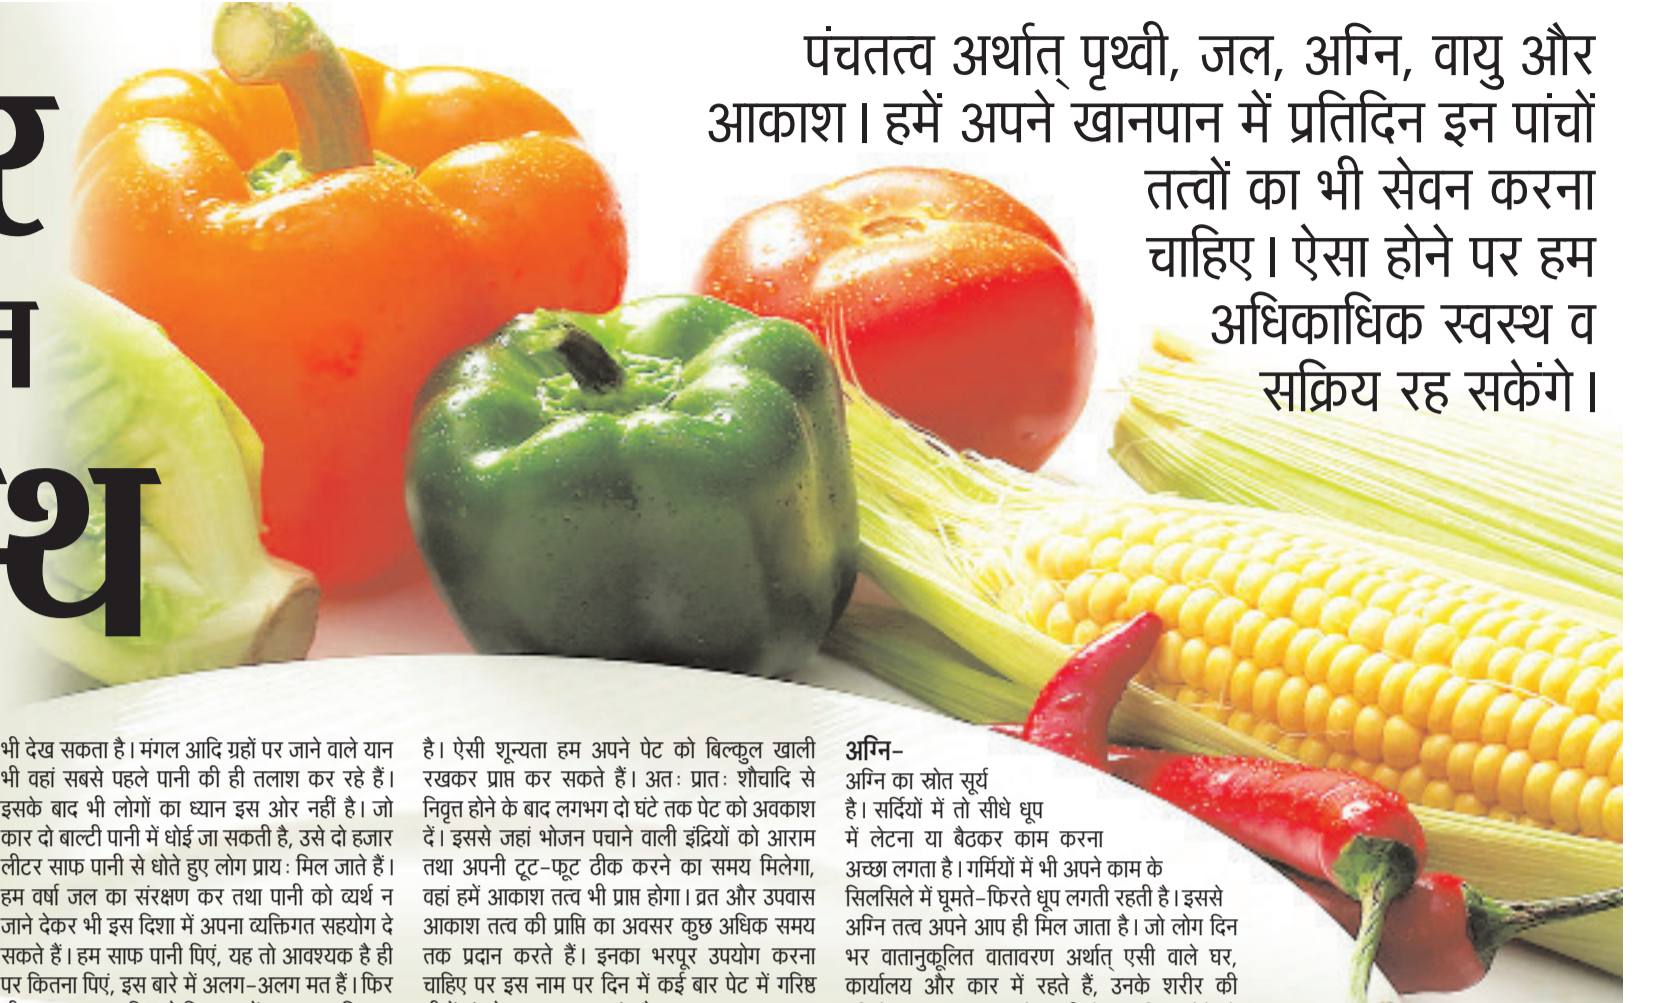 पंचतत्व अर्थात् पृथ्वी, जल, अग्नि, वायु और
आकाश। हमें अपने खानपान में प्रतिदिन इन पांचों
तत्वों का भी सेवन करना
चाहिए। ऐसा होने पर हम
अधिकाधिक स्वस्थ व
सक्रिय रह सकेंगे।
भी देख सकता है। मंगल आदि ग्रहों पर जाने वाले यान
भी वहां सबसे पहले पानी की ही तलाश कर रहे हैं।
इसके बाद भी लोगों का ध्यान इस ओर नहीं है। जो
कार दो बाल्टी पानी में धोई जा सकती है, उसे दो हजार
लीटर साफ पानी से धोते हुए लोग प्रायः मिल जाते हैं।
हम वर्षा जल का संरक्षण कर तथा पानी को व्यर्थ न
जाने देकर भी इस दिशा में अपना व्यक्तिगत सहयोग दे
सकते हैं। हम साफ पानी पिएं, यह तो आवश्यक है ही
पर कितना पिएं, इस बारे में अलग-अलग मत हैं। फिर
है। ऐसी शून्यता हम अपने पेट को बिल्कुल खाली
रखकर प्राप्त कर सकते हैं। अतः प्रातः शौचादि से
निवृत्त होने के बाद लगभग दो घंटे तक पेट को अवकाश
दें। इससे जहां भोजन पचाने वाली इंद्रियों को आराम
तथा अपनी टूट-फूट ठीक करने का समय मिलेगा,
वहां हमें आकाश तत्व भी प्राप्त होगा। व्रत और उपवास
आकाश तत्व की प्राप्ति का अवसर कुछ अधिक समय
तक प्रदान करते हैं। इनका भरपूर उपयोग करना
चाहिए पर इस नाम पर दिन में कई बार पेट में गरिष्ठ
अग्नि-
अग्नि का स्रोत सूर्य
है। सर्दियों में तो सीधे धूप
में लेटना या बैठकर काम करना
अच्छा लगता है। गर्मियों में भी अपने काम के
सिलसिले में घूमते-फिरते धूप लगती रहती है। इससे
अग्नि तत्व अपने आप ही मिल जाता है। जो लोग दिन
भर वातानुकूलित वातावरण अर्थात् एसी वाले घर,
कार्यालय और कार में रहते हैं, उनके शरीर की